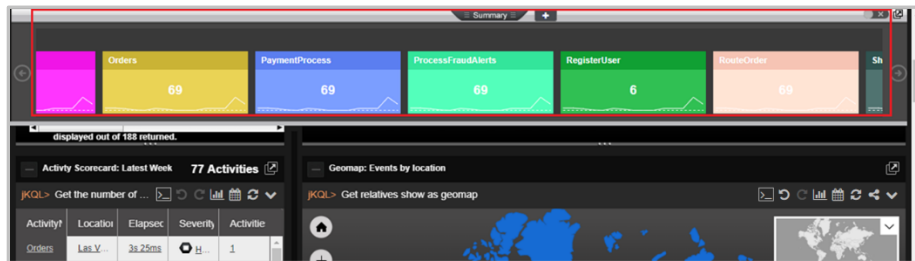 Summary
Orders PaymentProcess ProcessFraudAlerts RegisterUser RouteOrder Sh
69 69 69 6 69
displayed out of 188 returned.
Activty Scorecard: Latest Week 77 Activities
Geomap: Events by location
jKQL> Get the number of ...
jKQL> Get relatives show as geomap
Activity↑ Location Elapsec Severity Activitie
Orders Las V... 3s 25ms H... 1